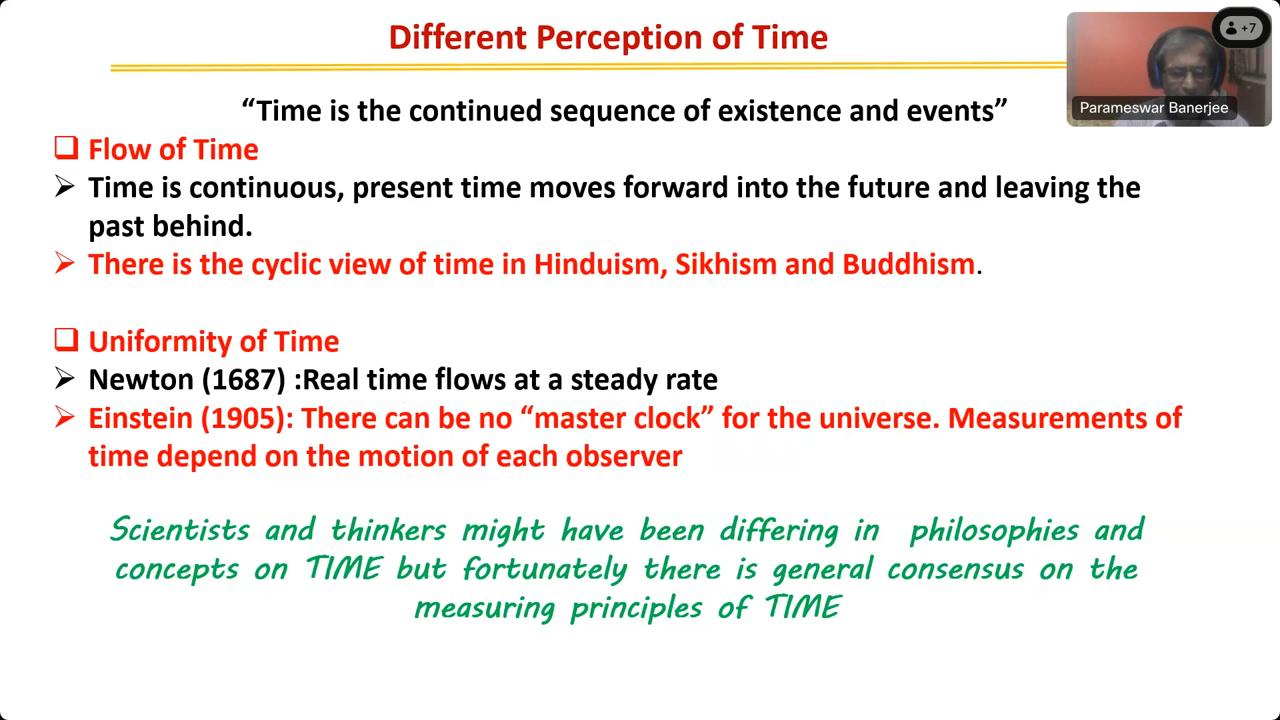 Different Perception of Time
+7
Parameswar Banerjee
“Time is the continued sequence of existence and events”
❑ Flow of Time
➢ Time is continuous, present time moves forward into the future and leaving the
past behind.
➢ There is the cyclic view of time in Hinduism, Sikhism and Buddhism.
❑ Uniformity of Time
➢ Newton (1687) :Real time flows at a steady rate
➢ Einstein (1905): There can be no “master clock” for the universe. Measurements of
time depend on the motion of each observer
Scientists and thinkers might have been differing in philosophies and
concepts on TIME but fortunately there is general consensus on the
measuring principles of TIME